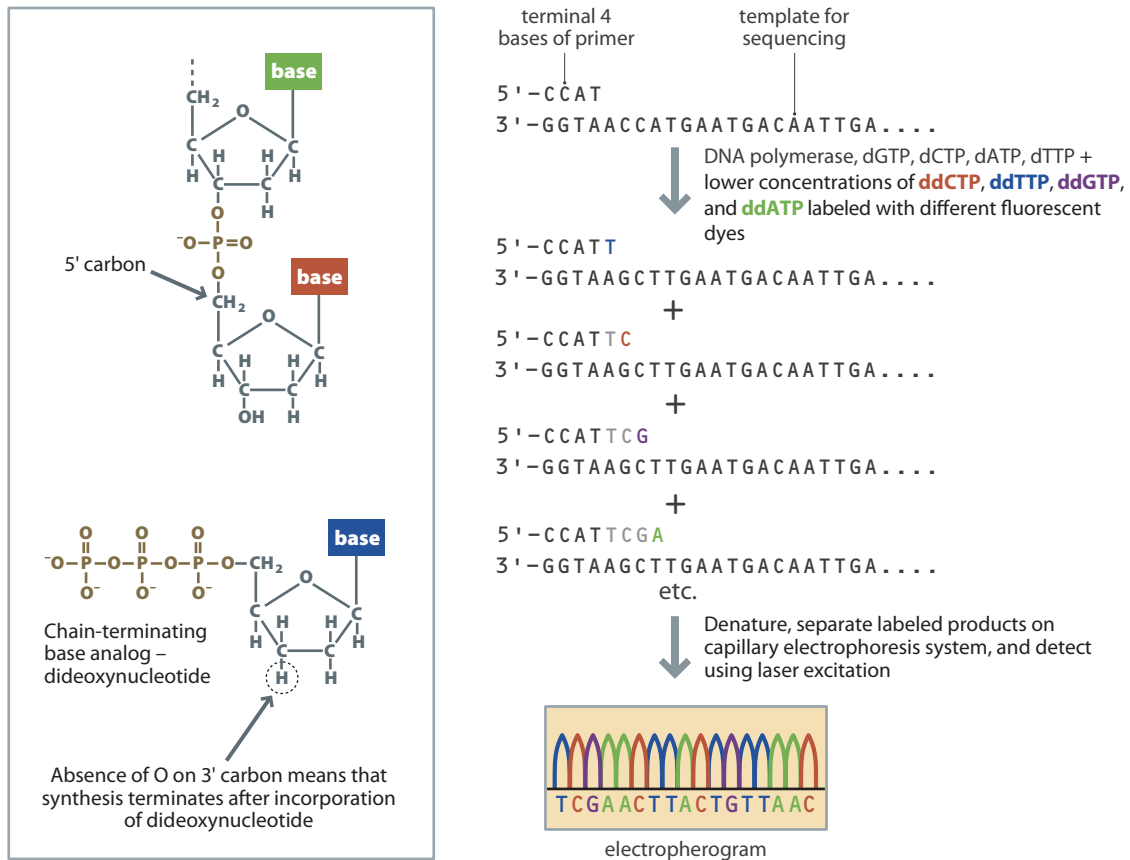 base
CH₂
O
C C
H H H H
C C
O H
⁻O–P=O
5' carbon
O
base
CH₂
O
C C
H H H H
C C
OH H
base
O O O
⁻O–P–O–P–O–P–O–CH₂
O⁻ O⁻ O⁻
O
C C
H H H H
C C
H H
Chain-terminating
base analog –
dideoxynucleotide
Absence of O on 3' carbon means that
synthesis terminates after incorporation
of dideoxynucleotide
terminal 4
bases of primer
template for
sequencing
5'–CCAT
3'–GGTAACCATGAATGACAATTGA....
DNA polymerase, dGTP, dCTP, dATP, dTTP +
lower concentrations of ddCTP, ddTTP, ddGTP,
and ddATP labeled with different fluorescent
dyes
5'–CCATT
3'–GGTAAGCTTGAATGACAATTGA....
+
5'–CCATTC
3'–GGTAAGCTTGAATGACAATTGA....
+
5'–CCATTCG
3'–GGTAAGCTTGAATGACAATTGA....
+
5'–CCATTCGA
3'–GGTAAGCTTGAATGACAATTGA....
etc.
Denature, separate labeled products on
capillary electrophoresis system, and detect
using laser excitation
TCGAACTTACTGTTAAC
electropherogram